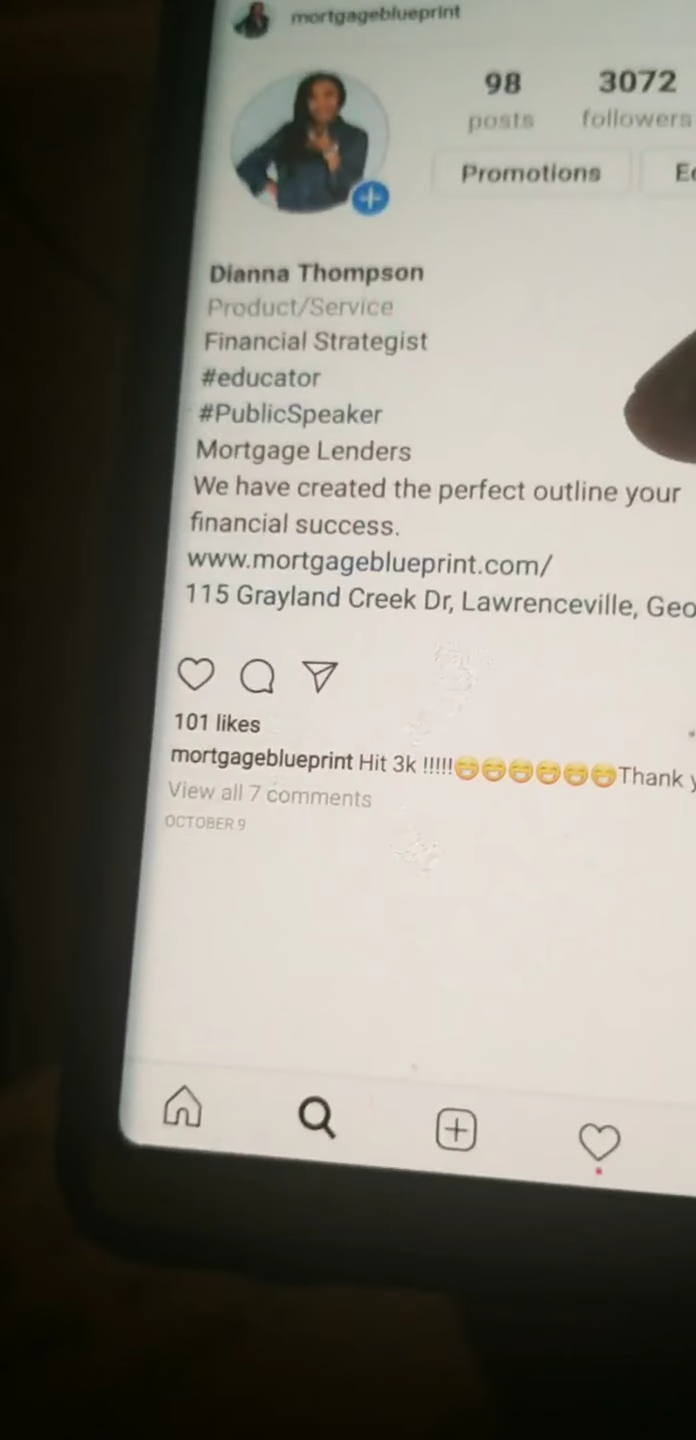 mortgageblueprint
98 3072
posts followers
Promotions
Dianna Thompson
Product/Service
Financial Strategist
#educator
#PublicSpeaker
Mortgage Lenders
We have created the perfect outline your
financial success.
www.mortgageblueprint.com/
115 Grayland Creek Dr, Lawrenceville, Geo
101 likes
mortgageblueprint Hit 3k !!!!!😁😁😁😁😁😁Thank y
View all 7 comments
OCTOBER 9